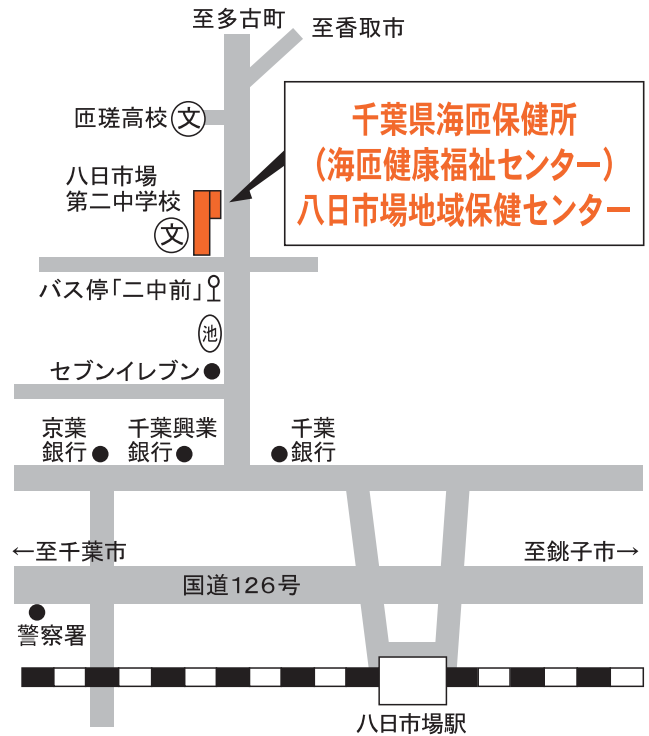 至多古町
至香取市
匝瑳高校
文
千葉県海匝保健所
（海匝健康福祉センター）
八日市場地域保健センター
八日市場
第二中学校
文
バス停「二中前」
池
セブンイレブン
京葉
銀行
千葉興業
銀行
千葉
銀行
←至千葉市
至銚子市→
国道126号
警察署
八日市場駅